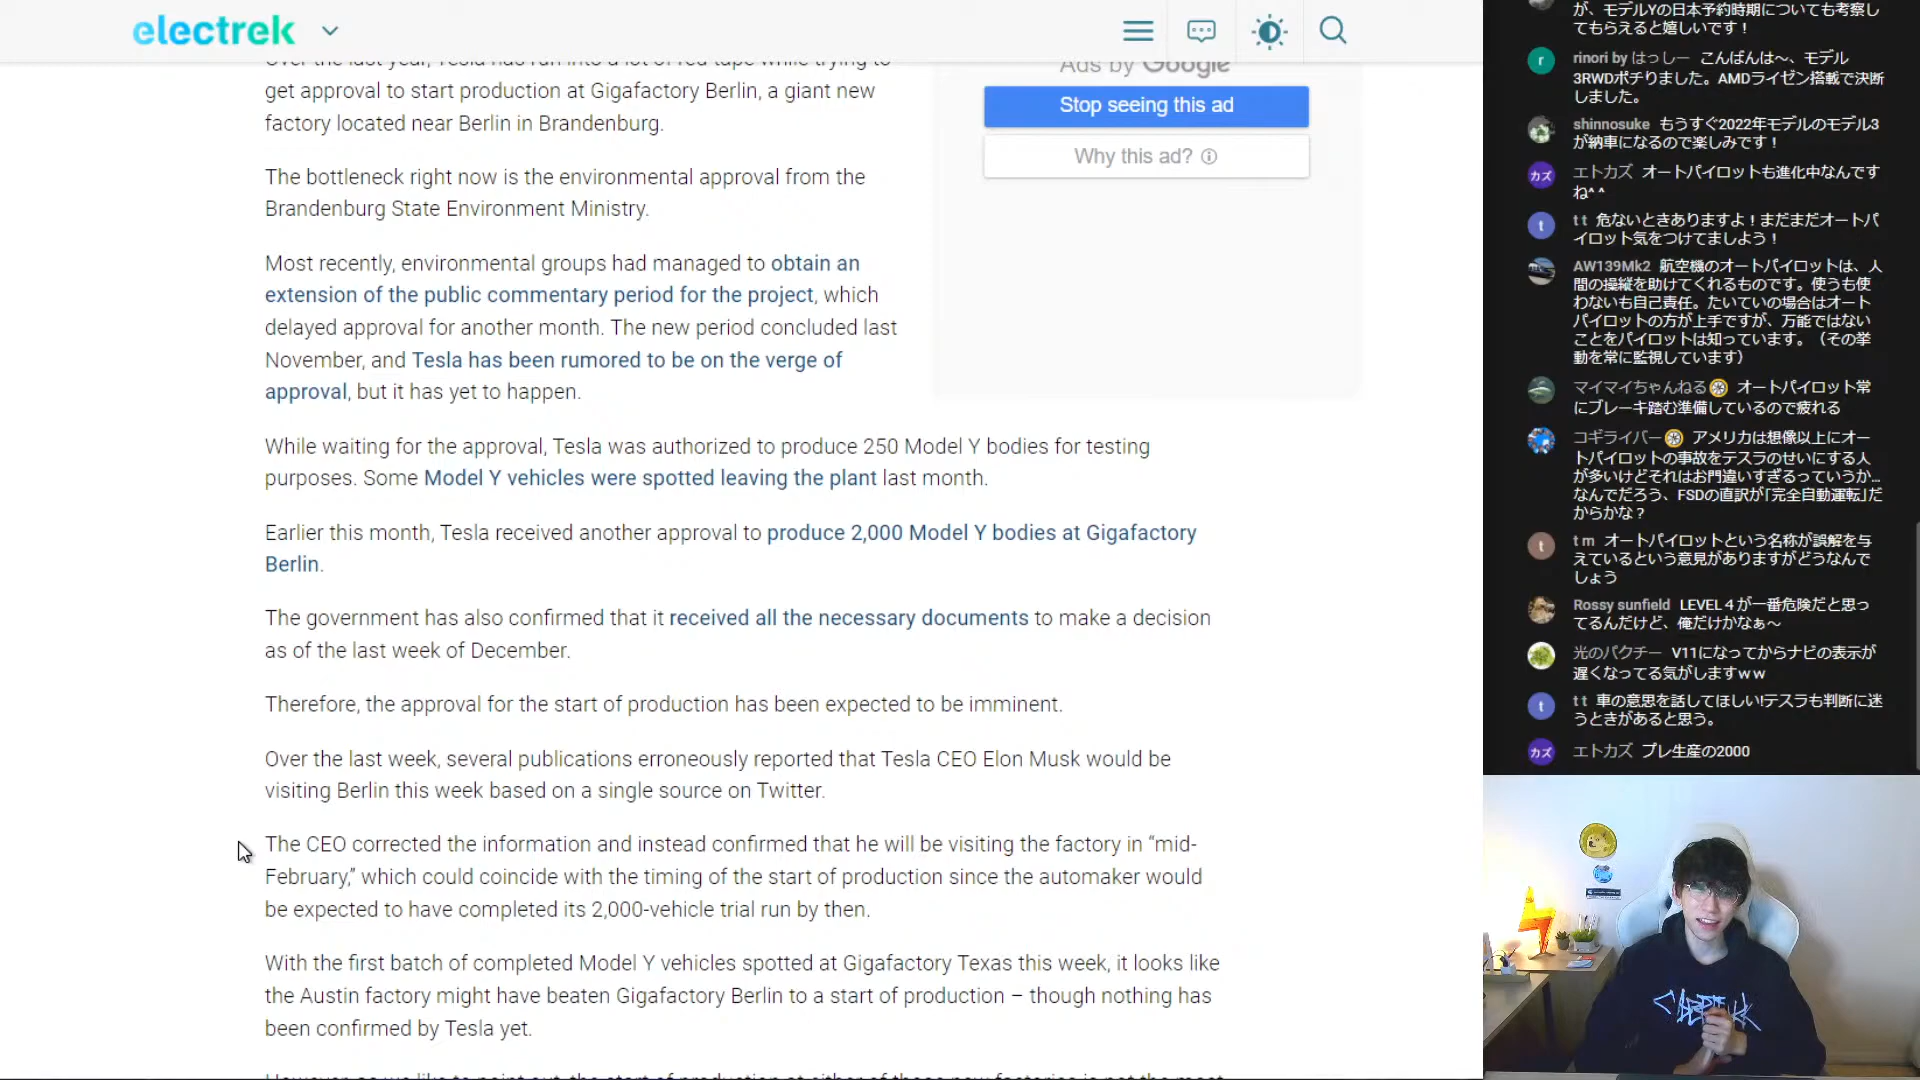 electrek
Over the last year, Tesla has run into a lot of red tape while trying to
get approval to start production at Gigafactory Berlin, a giant new
factory located near Berlin in Brandenburg.
The bottleneck right now is the environmental approval from the
Brandenburg State Environment Ministry.
Most recently, environmental groups had managed to obtain an
extension of the public commentary period for the project, which
delayed approval for another month. The new period concluded last
November, and Tesla has been rumored to be on the verge of
approval, but it has yet to happen.
While waiting for the approval, Tesla was authorized to produce 250 Model Y bodies for testing
purposes. Some Model Y vehicles were spotted leaving the plant last month.
Earlier this month, Tesla received another approval to produce 2,000 Model Y bodies at Gigafactory
Berlin.
The government has also confirmed that it received all the necessary documents to make a decision
as of the last week of December.
Therefore, the approval for the start of production has been expected to be imminent.
Over the last week, several publications erroneously reported that Tesla CEO Elon Musk would be
visiting Berlin this week based on a single source on Twitter.
The CEO corrected the information and instead confirmed that he will be visiting the factory in “mid-
February,” which could coincide with the timing of the start of production since the automaker would
be expected to have completed its 2,000-vehicle trial run by then.
With the first batch of completed Model Y vehicles spotted at Gigafactory Texas this week, it looks like
the Austin factory might have beaten Gigafactory Berlin to a start of production – though nothing has
been confirmed by Tesla yet.
Ads by Google
Stop seeing this ad
Why this ad?
が、モデルYの日本予約時期についても考察し
てもらえると嬉しいです！
r
rinori by はっしー こんばんは〜、モデル
3RWDポチりました。AMDライゼン搭載で決断
しました。
shinnosuke もうすぐ2022年モデルのモデル3
が納車になるので楽しみです！
カズ
エトカズ オートパイロットも進化中なんです
ね^ ^
t
t t 危ないときありますよ！まだまだオートパ
イロット気をつけてましよう！
AW139Mk2 航空機のオートパイロットは、人
間の操縦を助けてくれるものです。使うも使
わないも自己責任。たいていの場合はオート
パイロットの方が上手ですが、万能ではない
ことをパイロットは知っています。（その挙
動を常に監視しています）
マイマイちゃんねる オートパイロット常
にブレーキ踏む準備しているので疲れる
コギライバー アメリカは想像以上にオー
トパイロットの事故をテスラのせいにする人
が多いけどそれはお門違いすぎるっていうか...
なんでだろう、FSDの直訳が｢完全自動運転｣だ
からかな？
t
t m オートパイロットという名称が誤解を与
えているという意見がありますがどうなんで
しょう
Rossy sunfield LEVEL４が一番危険だと思っ
てるんだけど、俺だけかなぁ〜
光のパクチー V11になってからナビの表示が
遅くなってる気がしますｗｗ
t
t t 車の意思を話してほしい!テスラも判断に迷
うときがあると思う。
カズ
エトカズ プレ生産の2000